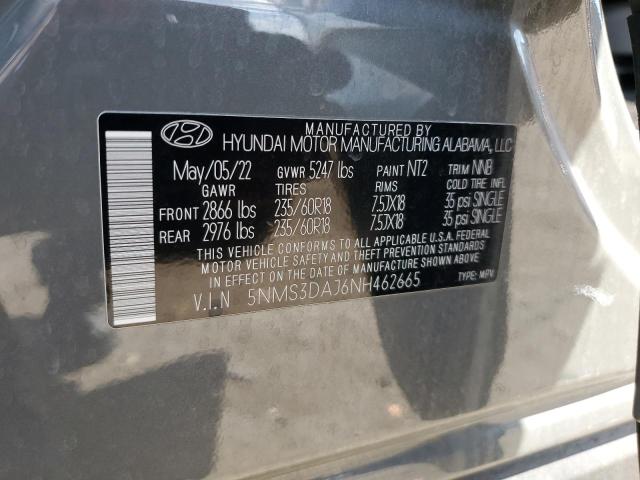 MANUFACTURED BY
HYUNDAI MOTOR MANUFACTURING ALABAMA, LLC
May/05/22 GVWR 5247 lbs PAINT NT2 TRIM NNB
GAWR TIRES RIMS COLD TIRE INFL
FRONT 2866 lbs 235/60R18 7.5JX18 35 psi SINGLE
REAR 2976 lbs 235/60R18 7.5JX18 35 psi SINGLE
THIS VEHICLE CONFORMS TO ALL APPLICABLE U.S.A. FEDERAL
MOTOR VEHICLE SAFETY, BUMPER, AND THEFT PREVENTION STANDARDS
IN EFFECT ON THE DATE OF MANUFACTURE SHOWN ABOVE.
V.I.N 5NMS3DAJ6NH462665 TYPE: MPV